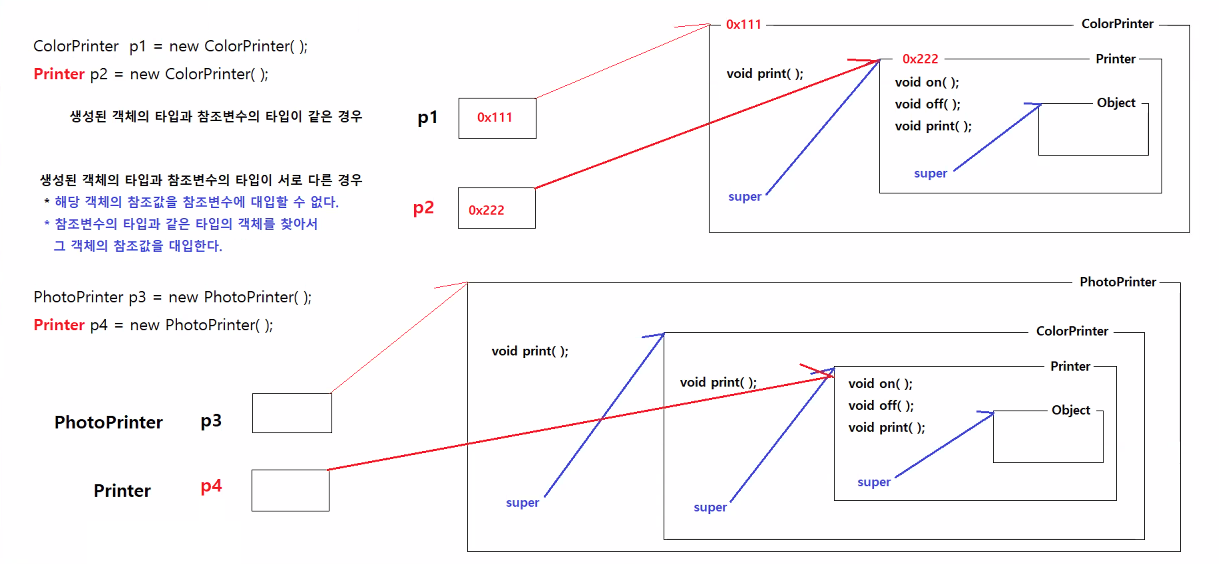 ColorPrinter p1 = new ColorPrinter( );
Printer p2 = new ColorPrinter( );
생성된 객체의 타입과 참조변수의 타입이 같은 경우
p1
0x111
생성된 객체의 타입과 참조변수의 타입이 서로 다른 경우
* 해당 객체의 참조값을 참조변수에 대입할 수 없다.
* 참조변수의 타입과 같은 타입의 객체를 찾아서
그 객체의 참조값을 대입한다.
p2
0x222
0x111
ColorPrinter
void print( );
0x222
Printer
void on( );
void off( );
void print( );
Object
super
super
PhotoPrinter p3 = new PhotoPrinter( );
Printer p4 = new PhotoPrinter( );
PhotoPrinter
p3
Printer
p4
PhotoPrinter
void print( );
ColorPrinter
void print( );
Printer
void on( );
void off( );
void print( );
Object
super
super
super